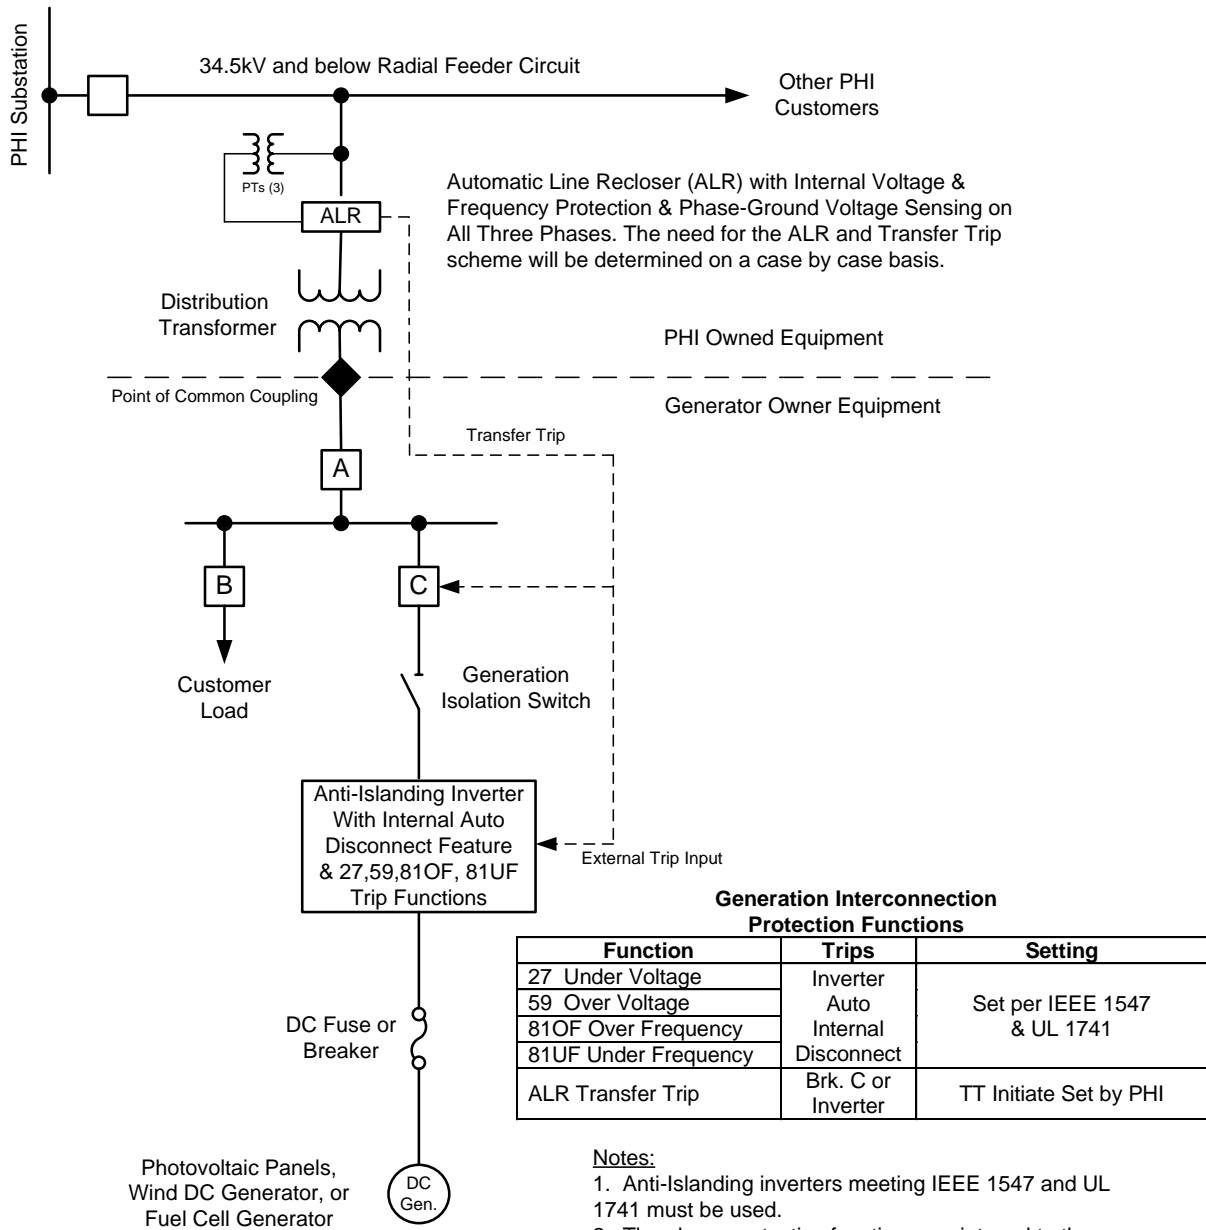 PHI Substation
34.5kV and below Radial Feeder Circuit
Other PHI
Customers
PTs (3)
ALR
Automatic Line Recloser (ALR) with Internal Voltage &
Frequency Protection & Phase-Ground Voltage Sensing on
All Three Phases. The need for the ALR and Transfer Trip
scheme will be determined on a case by case basis.
Distribution
Transformer
PHI Owned Equipment
Point of Common Coupling
Generator Owner Equipment
Transfer Trip
A
B
C
Customer
Load
Generation
Isolation Switch
Anti-Islanding Inverter
With Internal Auto
Disconnect Feature
& 27,59,81OF, 81UF
Trip Functions
External Trip Input
Generation Interconnection
Protection Functions
Function Trips Setting
27 Under Voltage
59 Over Voltage
81OF Over Frequency
81UF Under Frequency
Inverter
Auto
Internal
Disconnect
Set per IEEE 1547
& UL 1741
ALR Transfer Trip
Brk. C or
Inverter
TT Initiate Set by PHI
DC Fuse or
Breaker
Photovoltaic Panels,
Wind DC Generator, or
Fuel Cell Generator
DC
Gen.
Notes:
1. Anti-Islanding inverters meeting IEEE 1547 and UL
1741 must be used.